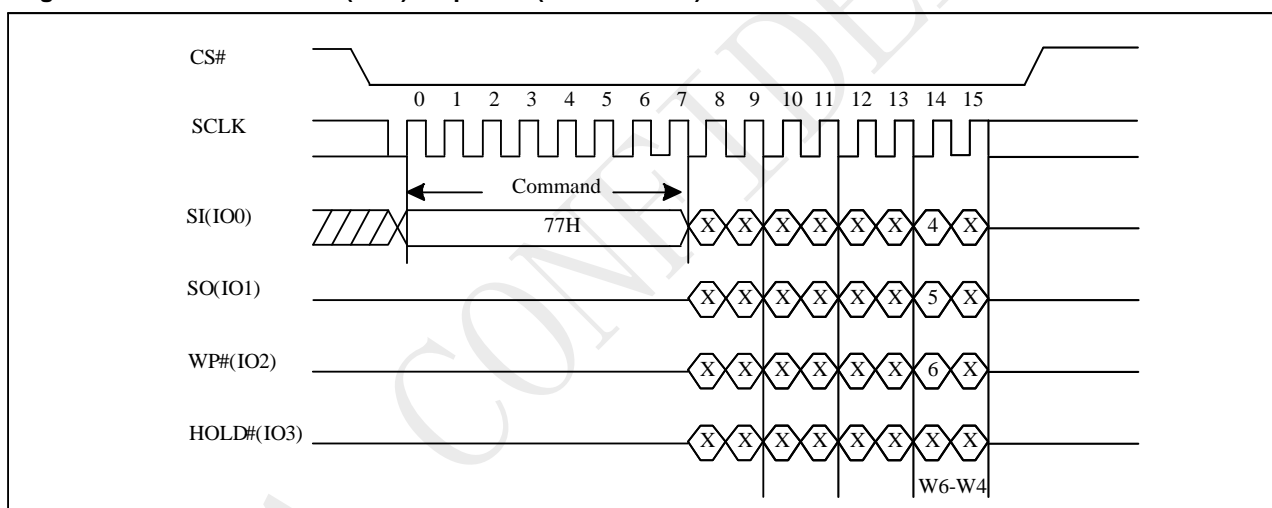 CS#
0 1 2 3 4 5 6 7 8 9 10 11 12 13 14 15
SCLK
Command
SI(IO0)
77H
X X X X X X 4 X
SO(IO1)
X X X X X X 5 X
WP#(IO2)
X X X X X X 6 X
HOLD#(IO3)
X X X X X X X X
W6-W4